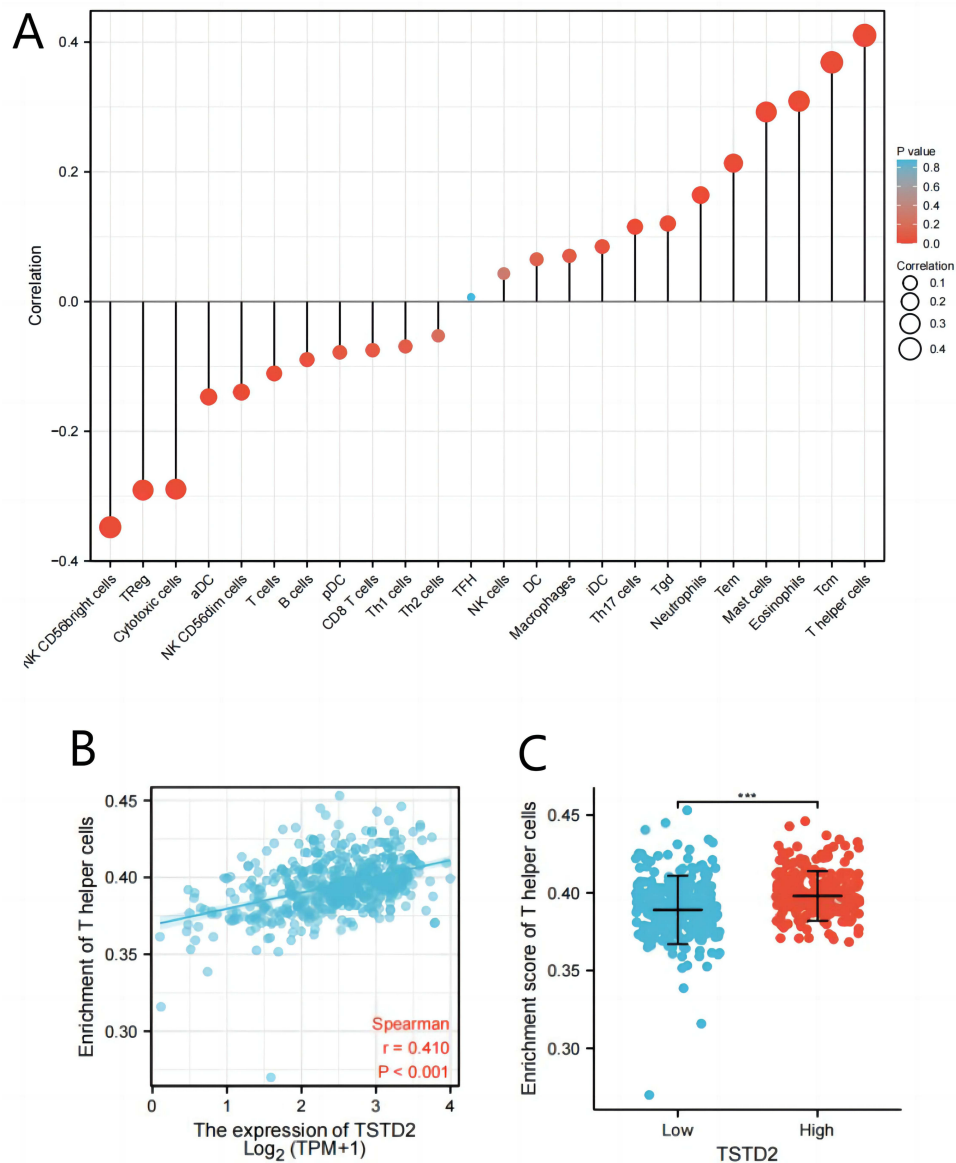 A
0.4
0.2
0.0
−0.2
−0.4
Correlation
NK CD56bright cells
TReg
Cytotoxic cells
aDC
NK CD56dim cells
T cells
B cells
pDC
CD8 T cells
Th1 cells
Th2 cells
TFH
NK cells
DC
Macrophages
iDC
Th17 cells
Tgd
Neutrophils
Tem
Mast cells
Eosinophils
Tcm
T helper cells
P value
0.8
0.6
0.4
0.2
0.0
Correlation
0.1
0.2
0.3
0.4
B
0.45
0.40
0.35
0.30
Enrichment of T helper cells
Spearman
r = 0.410
P < 0.001
0 1 2 3 4
The expression of TSTD2
Log2 (TPM+1)
C
***
0.45
0.40
0.35
0.30
Enrichment score of T helper cells
Low High
TSTD2